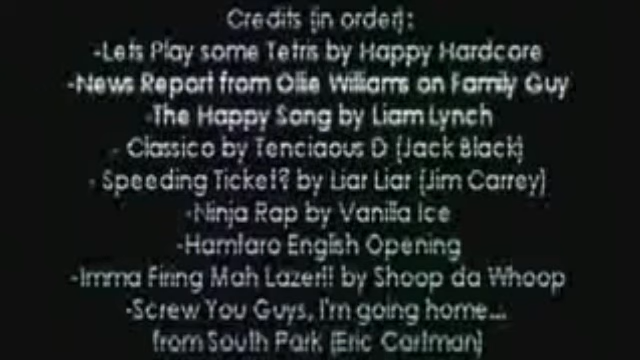 Credits (in order):
-Lets Play some Tetris by Happy Hardcore
-News Report from Ollie Williams on Family Guy
-The Happy Song by Liam Lynch
- Classico by Tenciaous D (Jack Black)
- Speeding Ticket? by Liar Liar (Jim Carrey)
-Ninja Rap by Vanilla Ice
-Hamtaro English Opening
-Imma Firing Mah Lazer!! by Shoop da Whoop
-Screw You Guys, I'm going home...
from South Park (Eric Cartman)